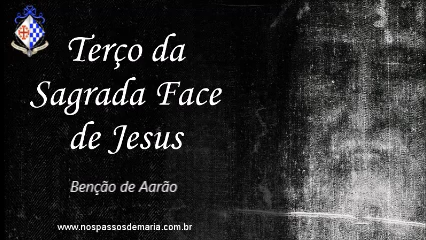 Terço da
Sagrada Face
de Jesus
Benção de Aarão
www.nospassosdemaria.com.br